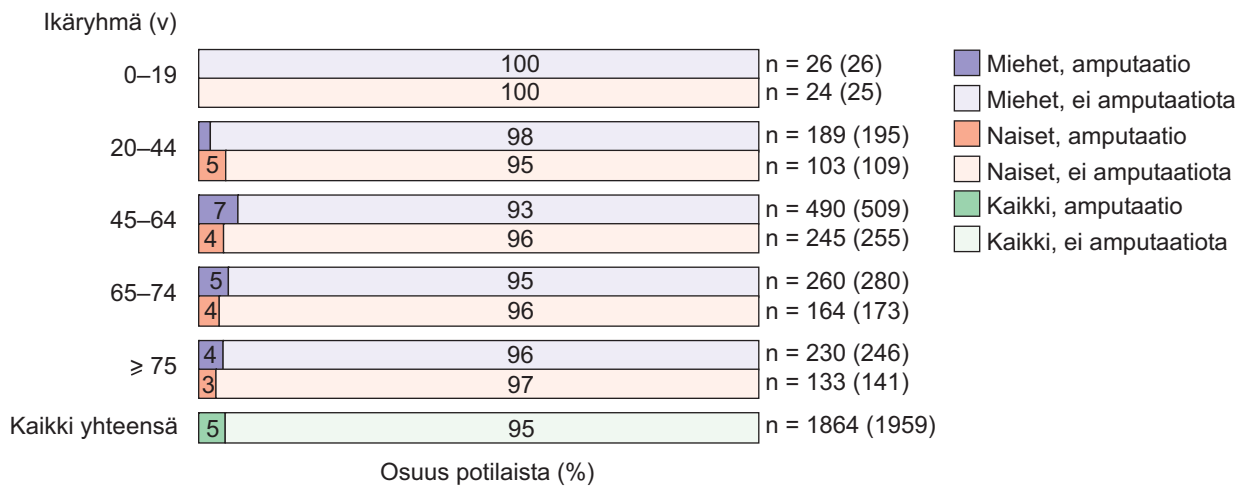 Ikäryhmä (v)
0–19
100
n = 26 (26)
100
n = 24 (25)
20–44
98
n = 189 (195)
5
95
n = 103 (109)
45–64
7
93
n = 490 (509)
4
96
n = 245 (255)
65–74
5
95
n = 260 (280)
4
96
n = 164 (173)
⩾ 75
4
96
n = 230 (246)
3
97
n = 133 (141)
Kaikki yhteensä
5
95
n = 1864 (1959)
Osuus potilaista (%)
Miehet, amputaatio
Miehet, ei amputaatiota
Naiset, amputaatio
Naiset, ei amputaatiota
Kaikki, amputaatio
Kaikki, ei amputaatiota